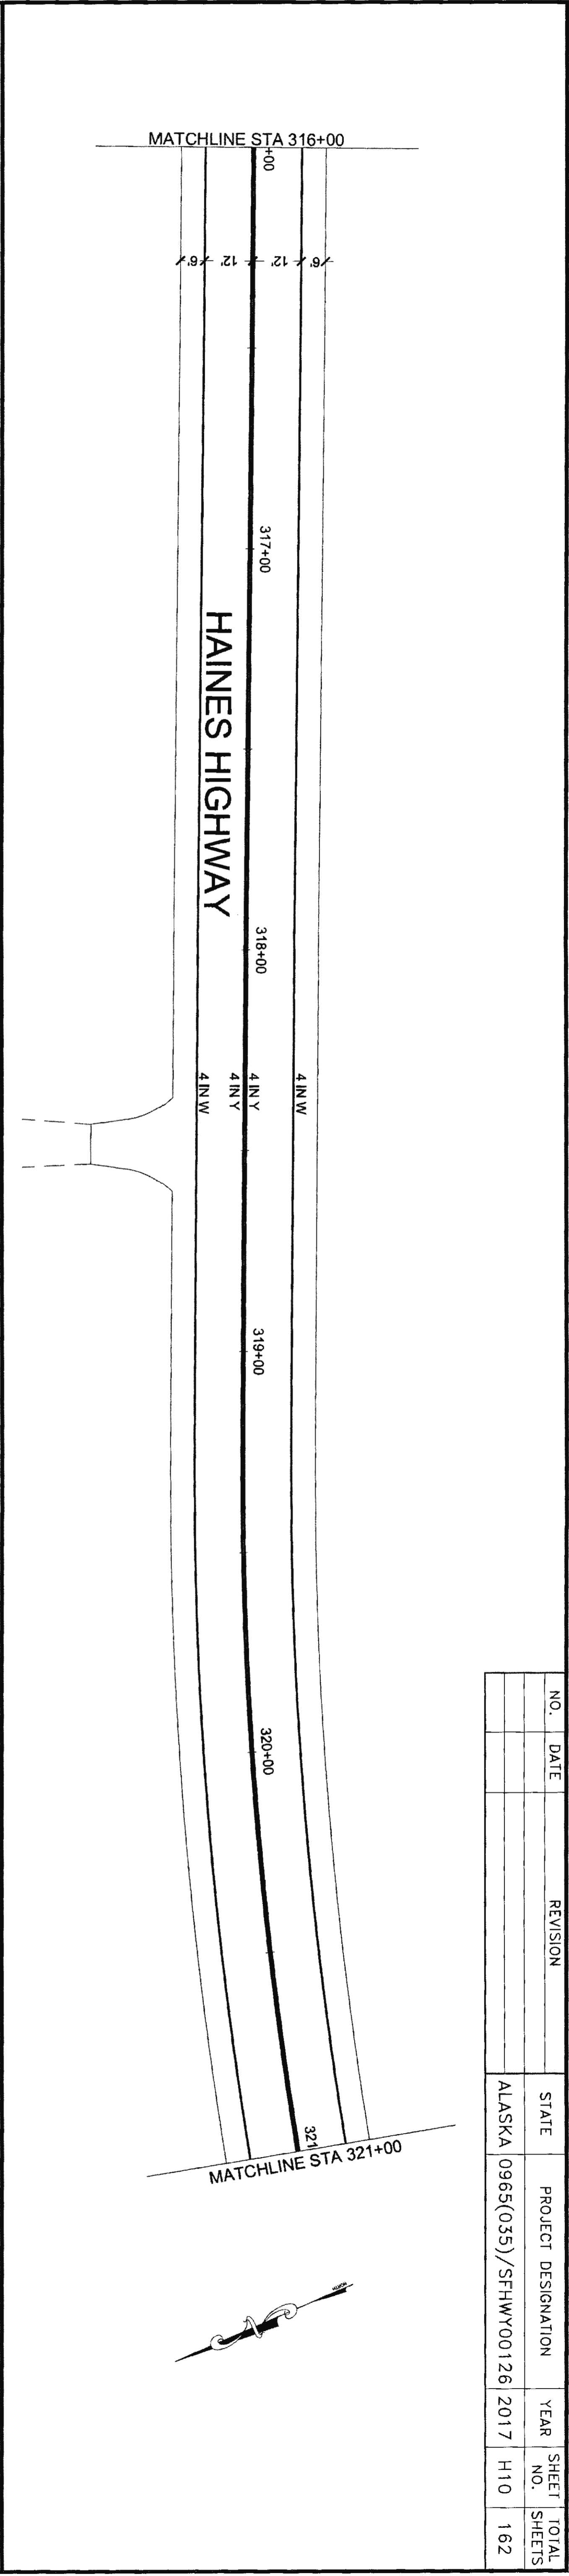 NO. DATE REVISION STATE PROJECT DESIGNATION YEAR SHEET NO. TOTAL SHEETS
ALASKA 0965(035)/SFHWY00126 2017 H10 162
MATCHLINE STA 316+00
+00
6' 12' 12' 6'
317+00
HAINES HIGHWAY
318+00
4 IN W
4 IN Y
4 IN Y
4 IN W
319+00
320+00
321
MATCHLINE STA 321+00
NORTH